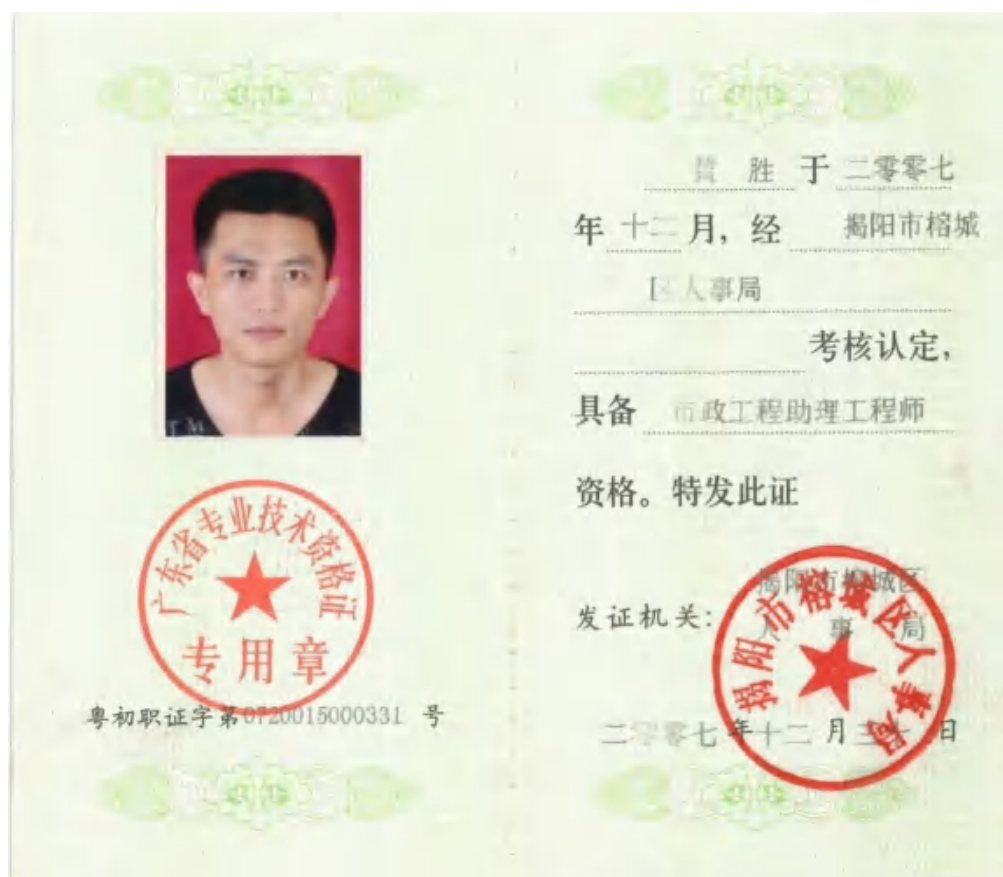 T M
广东省专业技术资格证
专用章
粤初职证字第0720015000331 号
胜 于 二零零七
年 十二 月，经 揭阳市榕城
区人事局
考核认定，
具备 市政工程助理工程师
资格。特发此证
揭阳市榕城区
发证机关：
人 事 局
揭阳市榕城区人事局
二零零七年十二月三十日